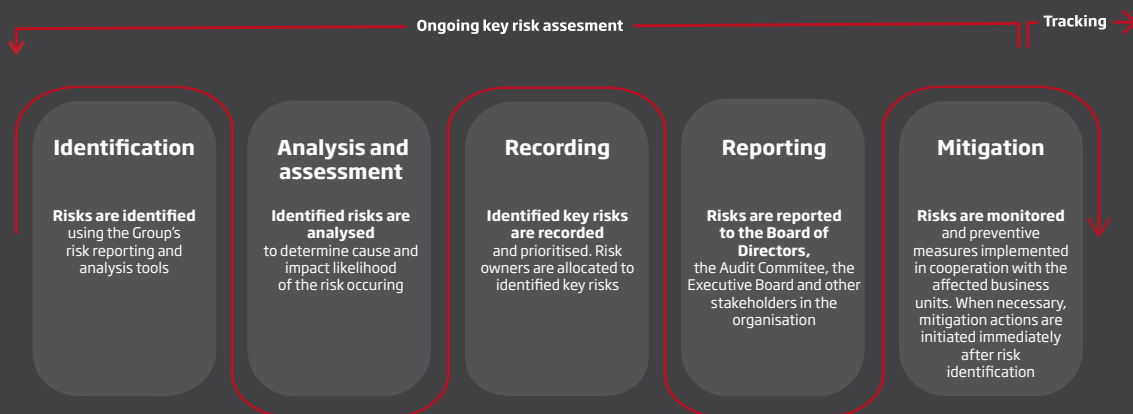 Ongoing key risk assesment
Tracking
Identification
Risks are identified
using the Group's
risk reporting and
analysis tools
Analysis and
assessment
Identified risks are
analysed
to determine cause and
impact likelihood
of the risk occuring
Recording
Identified key risks
are recorded
and prioritised. Risk
owners are allocated to
identified key risks
Reporting
Risks are reported
to the Board of
Directors,
the Audit Commitee, the
Executive Board and other
stakeholders in the
organisation
Mitigation
Risks are monitored
and preventive
measures implemented
in cooperation with the
affected business
units. When necessary,
mitigation actions are
initiated immediately
after risk
identification